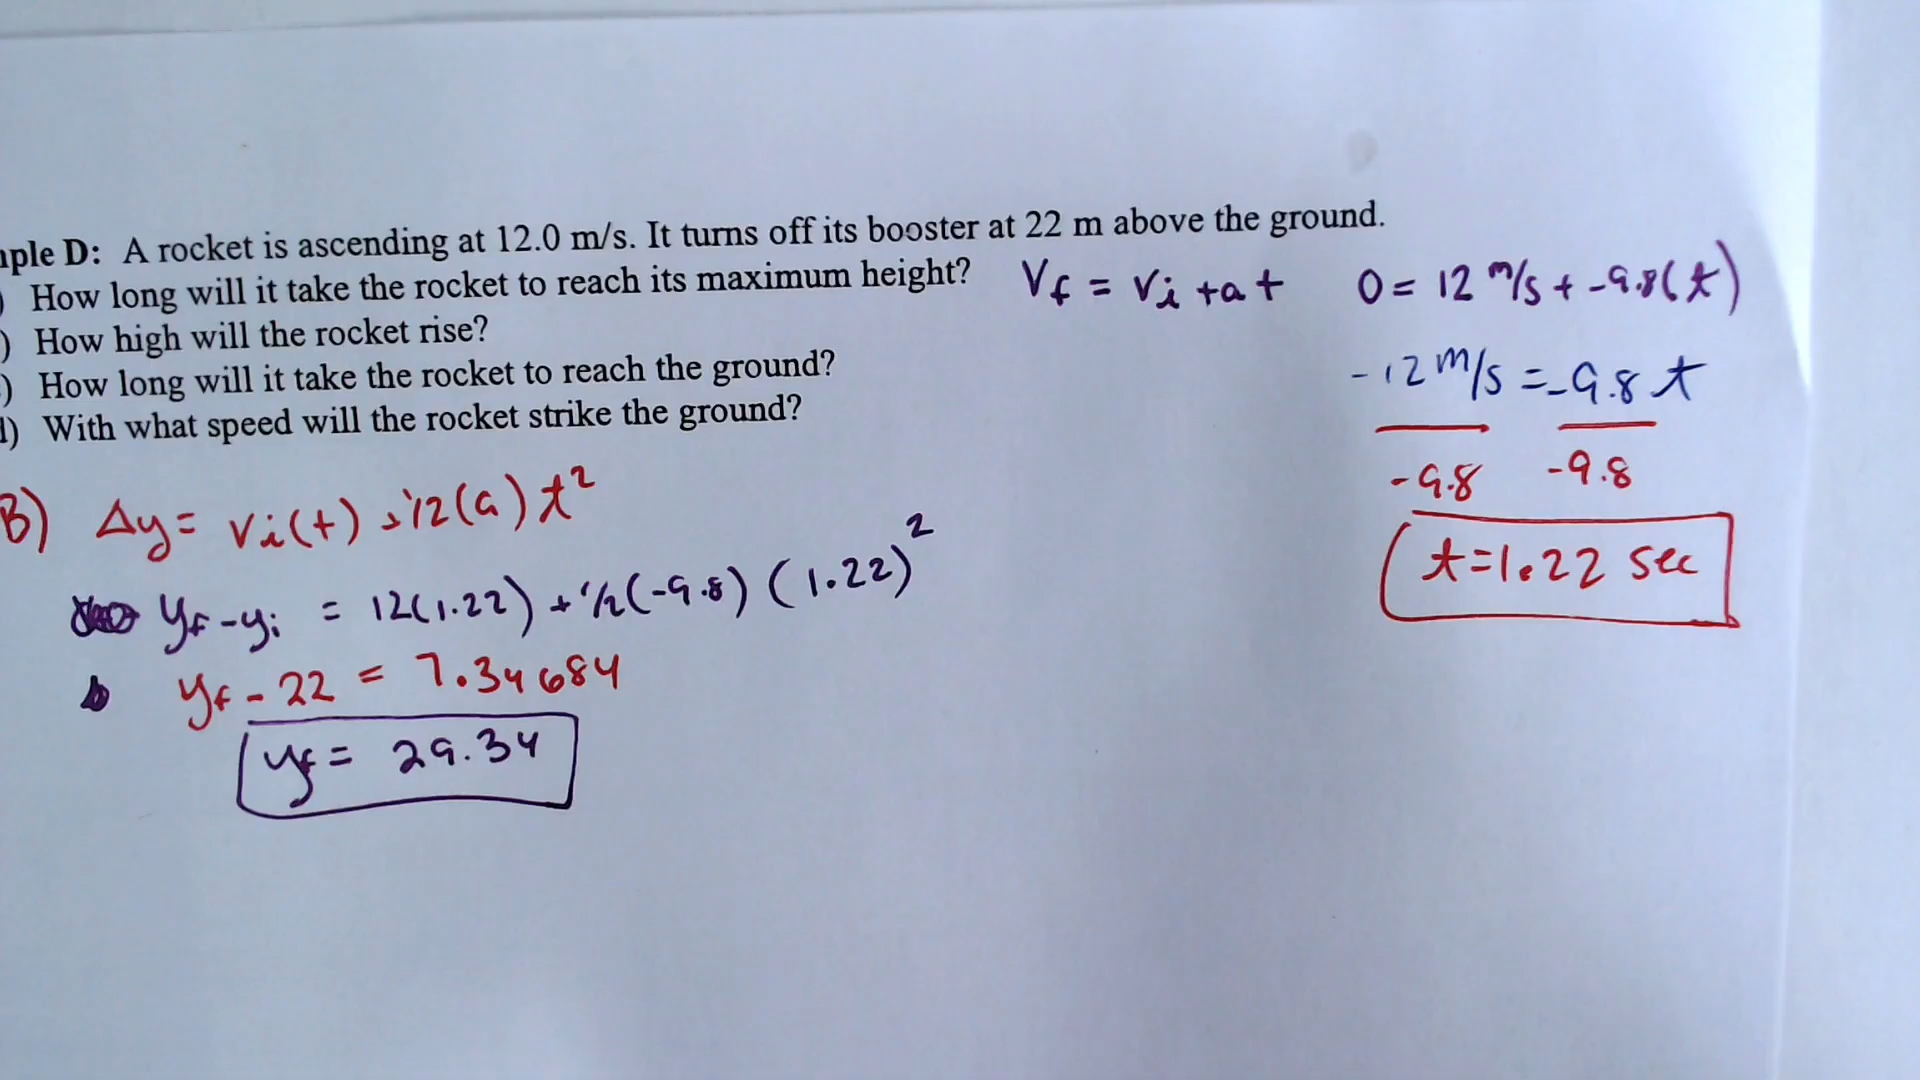 ple D: A rocket is ascending at 12.0 m/s. It turns off its booster at 22 m above the ground.
) How long will it take the rocket to reach its maximum height?
) How high will the rocket rise?
) How long will it take the rocket to reach the ground?
) With what speed will the rocket strike the ground?
Vf = Vi + at 0 = 12 m/s + -9.8(t)
-12 m/s = -9.8 t
-9.8 -9.8
t = 1.22 sec
B) Δy = Vi(t) + 1/2(a)t²
yf - yi = 12(1.22) + 1/2(-9.8)(1.22)²
yf - 22 = 7.34684
yf = 29.34